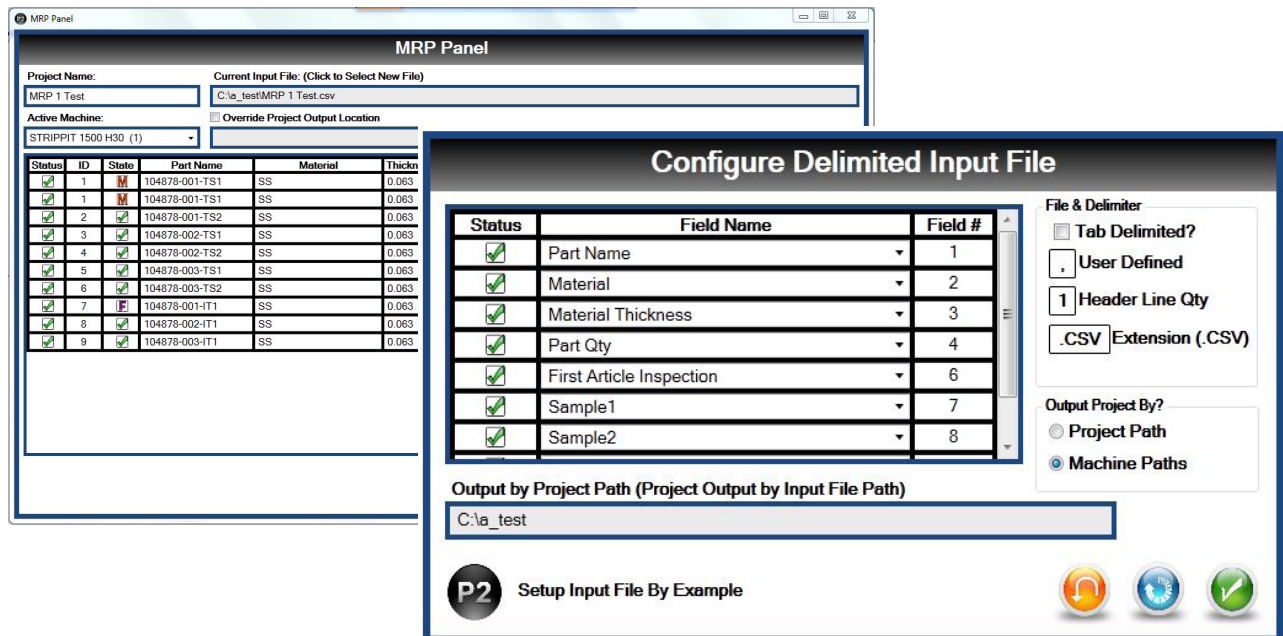 P2 MRP Panel
MRP Panel
Project Name: Current Input File: (Click to Select New File)
MRP 1 Test C:\a_test\MRP 1 Test.csv
Active Machine: Override Project Output Location
STRIPPIT 1500 H30 (1)
Status ID State Part Name Material Thickn
1 M 104878-001-TS1 SS 0.063
1 M 104878-001-TS1 SS 0.063
2 104878-001-TS2 SS 0.063
3 104878-002-TS1 SS 0.063
4 104878-002-TS2 SS 0.063
5 104878-003-TS1 SS 0.063
6 104878-003-TS2 SS 0.063
7 F 104878-001-IT1 SS 0.063
8 104878-002-IT1 SS 0.063
9 104878-003-IT1 SS 0.063
Configure Delimited Input File
Status Field Name Field #
Part Name 1
Material 2
Material Thickness 3
Part Qty 4
First Article Inspection 6
Sample1 7
Sample2 8
File & Delimiter
Tab Delimited?
, User Defined
1 Header Line Qty
.CSV Extension (.CSV)
Output Project By?
Project Path
Machine Paths
Output by Project Path (Project Output by Input File Path)
C:\a_test
P2 Setup Input File By Example